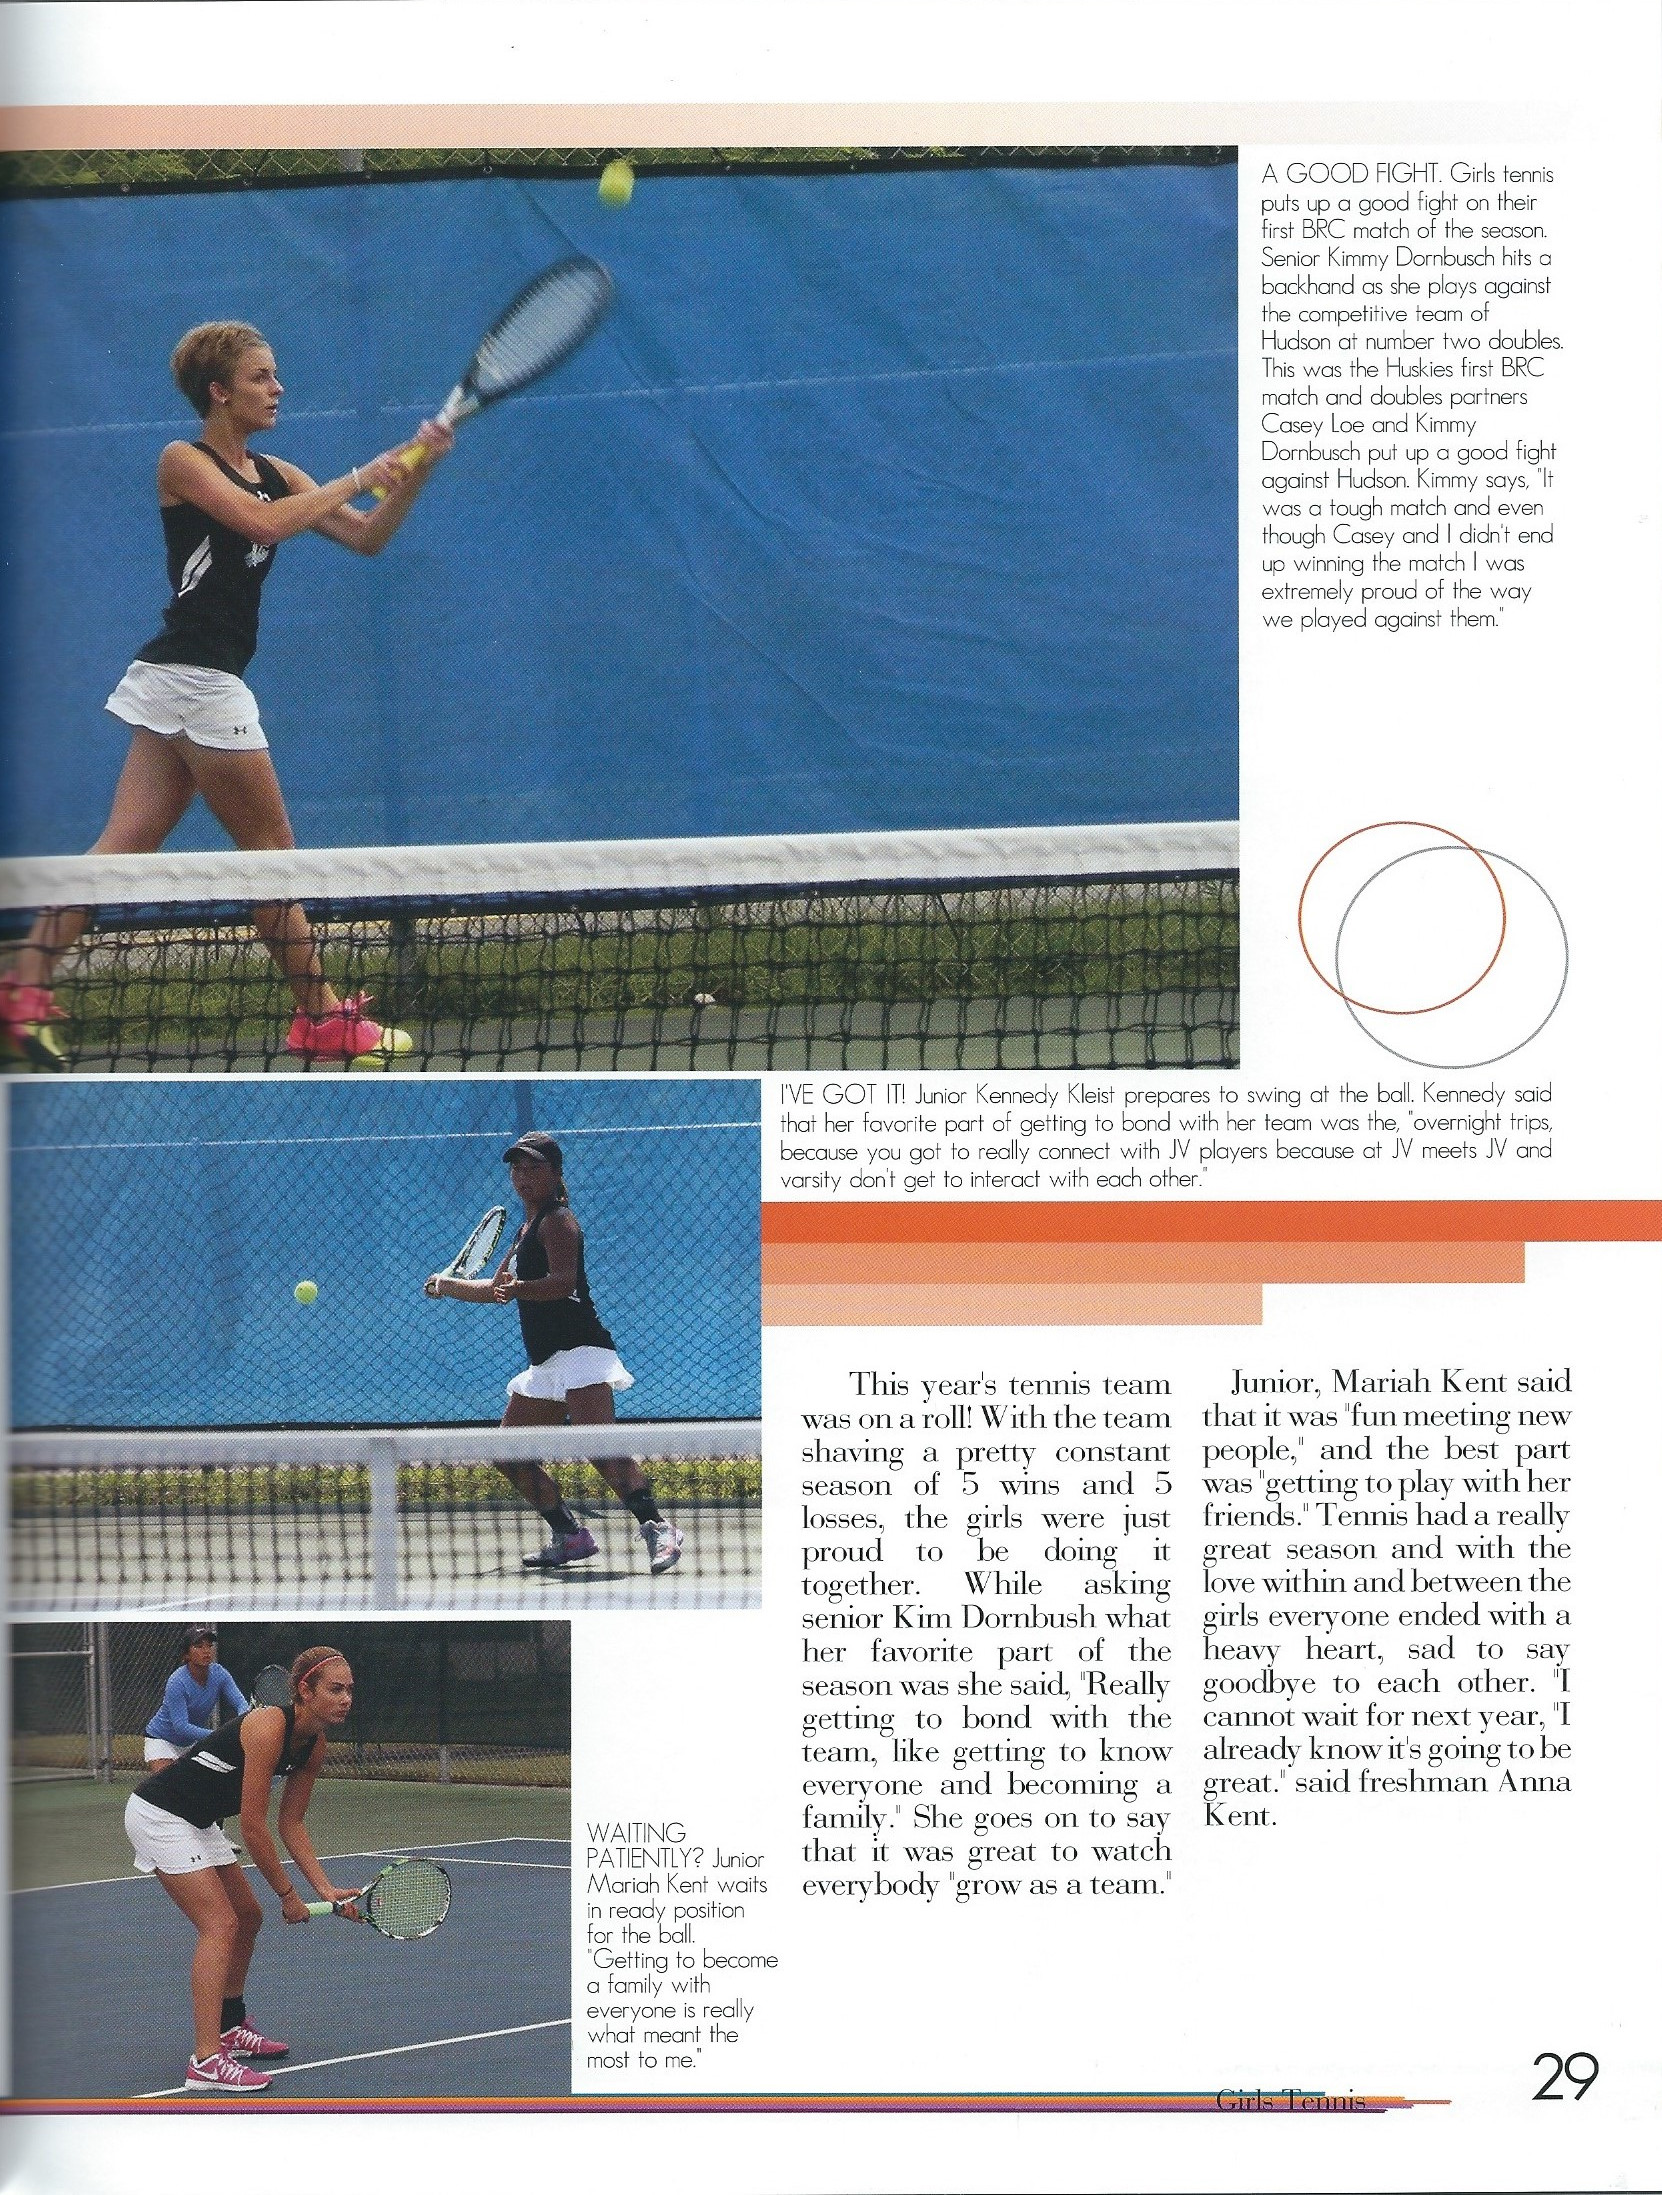 A GOOD FIGHT. Girls tennis
puts up a good fight on their
first BRC match of the season.
Senior Kimmy Dornbusch hits a
backhand as she plays against
the competitive team of
Hudson at number two doubles.
This was the Huskies first BRC
match and doubles partners
Casey Loe and Kimmy
Dornbusch put up a good fight
against Hudson. Kimmy says, "It
was a tough match and even
though Casey and I didn't end
up winning the match I was
extremely proud of the way
we played against them."
I'VE GOT IT! Junior Kennedy Kleist prepares to swing at the ball. Kennedy said
that her favorite part of getting to bond with her team was the, "overnight trips,
because you got to really connect with JV players because at JV meets JV and
varsity don't get to interact with each other."
This year's tennis team
was on a roll! With the team
shaving a pretty constant
season of 5 wins and 5
losses, the girls were just
proud to be doing it
together. While asking
senior Kim Dornbush what
her favorite part of the
season was she said, "Really
getting to bond with the
team, like getting to know
everyone and becoming a
family." She goes on to say
that it was great to watch
everybody "grow as a team."
Junior, Mariah Kent said
that it was "fun meeting new
people," and the best part
was "getting to play with her
friends." Tennis had a really
great season and with the
love within and between the
girls everyone ended with a
heavy heart, sad to say
goodbye to each other. "I
cannot wait for next year, "I
already know it's going to be
great." said freshman Anna
Kent.
WAITING
PATIENTLY? Junior
Mariah Kent waits
in ready position
for the ball.
"Getting to become
a family with
everyone is really
what meant the
most to me."
Girls Tennis
29